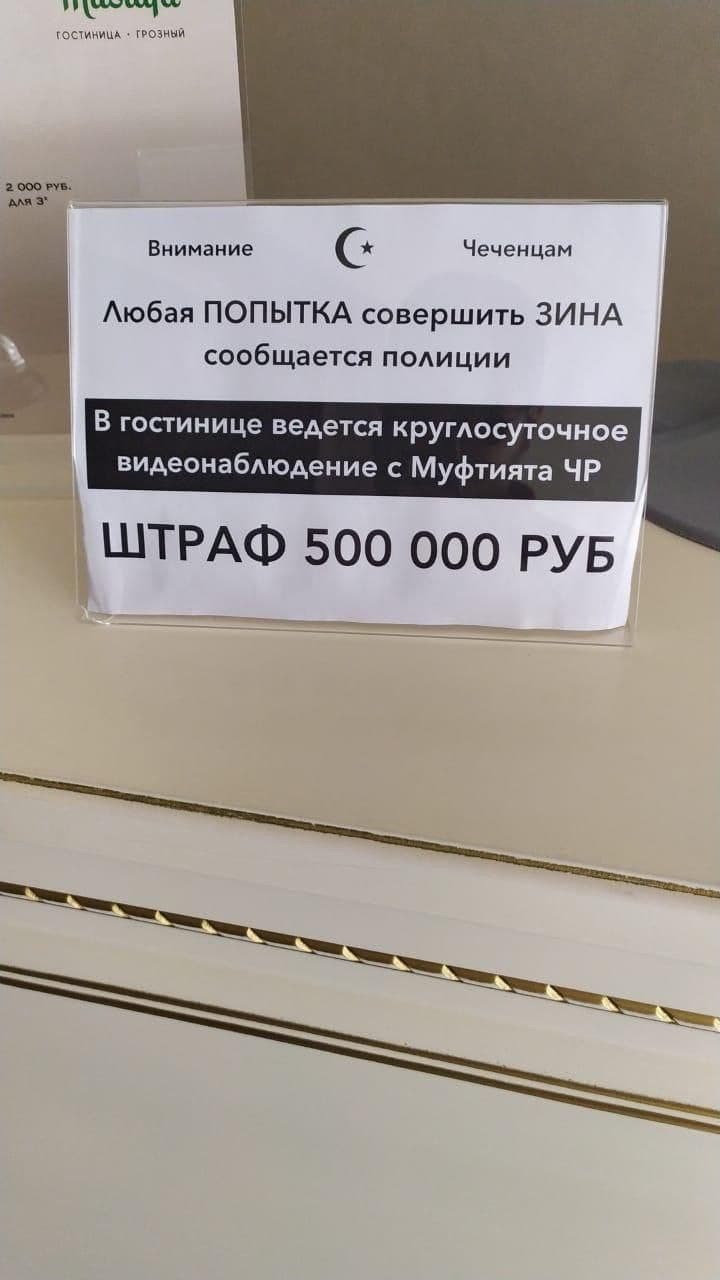 ГОСТИНИЦА · ГРОЗНЫЙ
2 000 РУБ.
ДЛЯ 3х
Внимание Чеченцам
Любая ПОПЫТКА совершить ЗИНА
сообщается полиции
В гостинице ведется круглосуточное
видеонаблюдение с Муфтията ЧР
ШТРАФ 500 000 РУБ